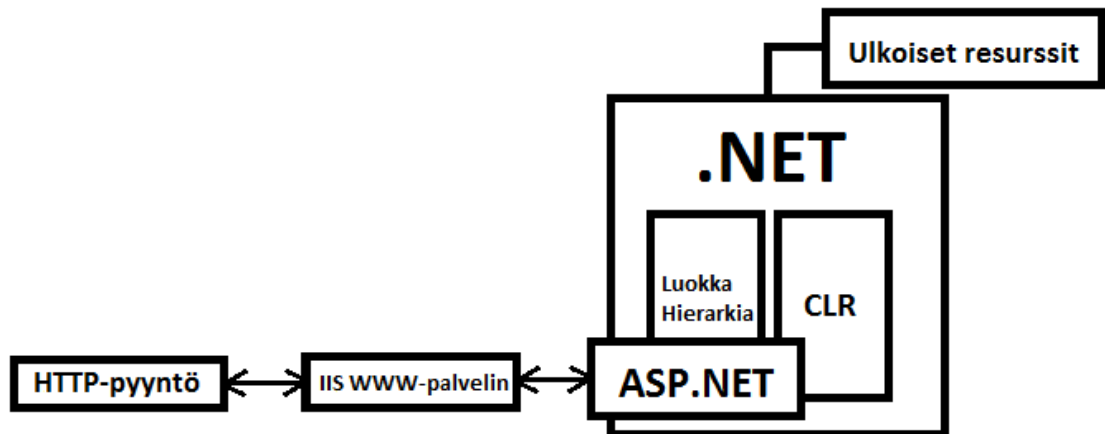 Ulkoiset resurssit
.NET
Luokka
Hierarkia
CLR
HTTP-pyyntö
IIS WWW-palvelin
ASP.NET